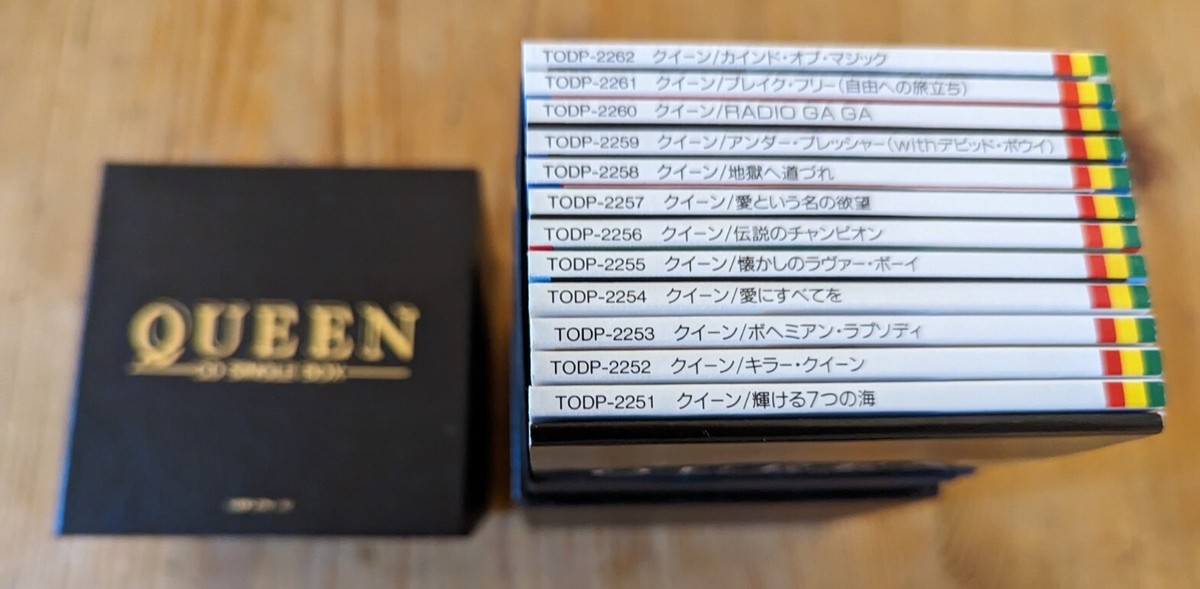 QUEEN
CD SINGLE BOX
TODP-2262 クイーン/カインド・オブ・マジック
TODP-2261 クイーン/ブレイク・フリー(自由への旅立ち)
TODP-2260 クイーン/RADIO GA GA
TODP-2259 クイーン/アンダー・プレッシャー(withデビッド・ボウイ)
TODP-2258 クイーン/地獄へ道づれ
TODP-2257 クイーン/愛という名の欲望
TODP-2256 クイーン/伝説のチャンピオン
TODP-2255 クイーン/懐かしのラヴァー・ボーイ
TODP-2254 クイーン/愛にすべてを
TODP-2253 クイーン/ボヘミアン・ラプソディ
TODP-2252 クイーン/キラー・クイーン
TODP-2251 クイーン/輝ける7つの海